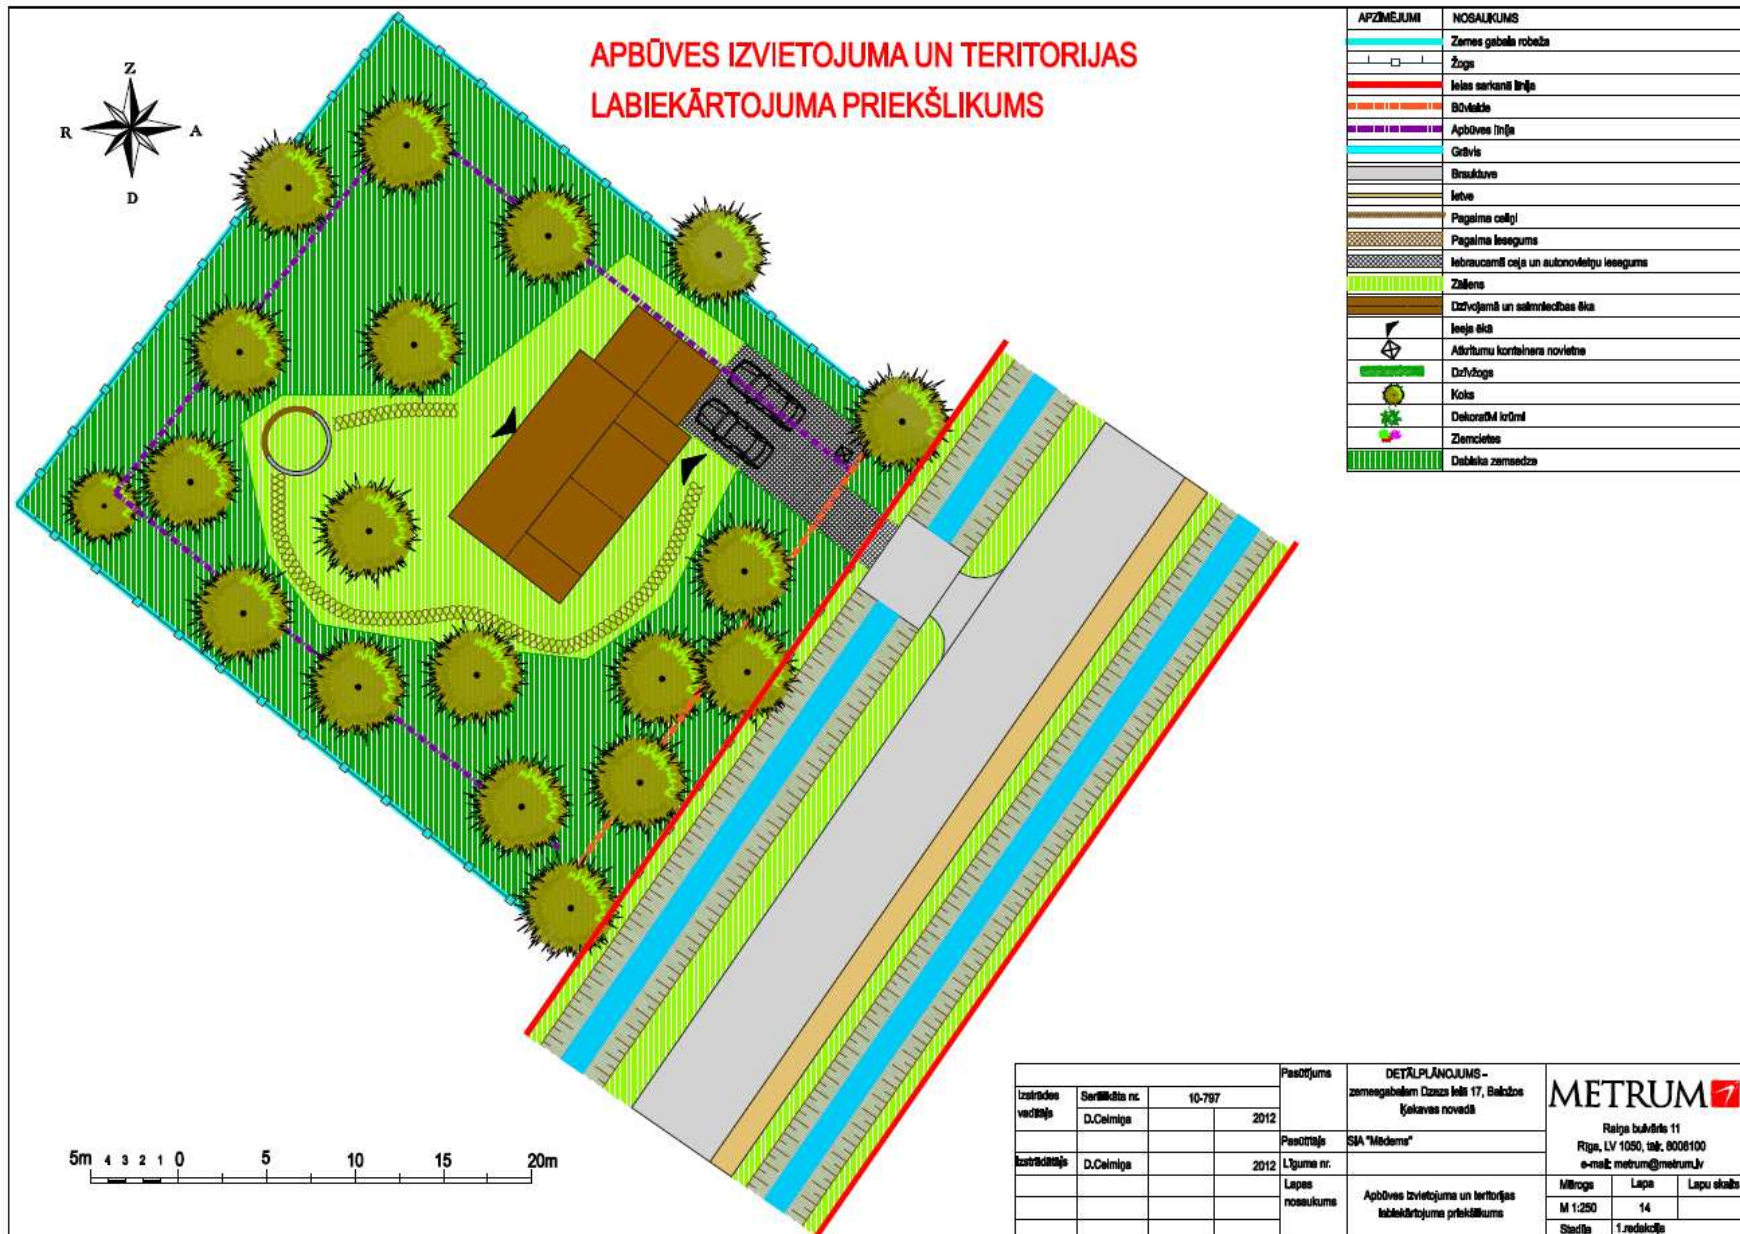 APBŪVES IZVIETOJUMA UN TERITORIJAS
LABIEKĀRTOJUMA PRIEKŠLIKUMS
Z
R
A
D
APZĪMĒJUMI NOSAUKUMS
Zemes gabala robeža
Žogs
Ielas sarkanā līnija
Būvlaide
Apbūves līnija
Grāvis
Brauktuve
Ietve
Pagalma celiņi
Pagalma iesegums
Iebraucamā ceļa un autonovietņu iesegums
Zāliens
Dzīvojamā un saimniecības ēka
Ieeja ēkā
Atkritumu konteinera novietne
Dzīvžogs
Koks
Dekoratīvi krūmi
Ziemcietes
Dabiska zemsedze
5m 4 3 2 1 0 5 10 15 20m
Izstrādes vadītājs
Sertifikāta nr. 10-797
D.Ceimiņa 2012
Izstrādātājs D.Ceimiņa 2012
Pasūtījums
DETĀLPLĀNOJUMS –
zemesgabalam Dzeņu ielā 17, Baložos
Ķekavas novadā
Pasūtītājs SIA "Mēdems"
Līguma nr.
Lapas nosaukums
Apbūves izvietojuma un teritorijas
labiekārtojuma priekšlikums
METRUM
Raiņa bulvāris 11
Rīga, LV 1050, tālr. 8008100
e-mail: metrum@metrum.lv
Mērogs Lapa Lapu skaits
M 1:250 14
Stadija 1.redakcija